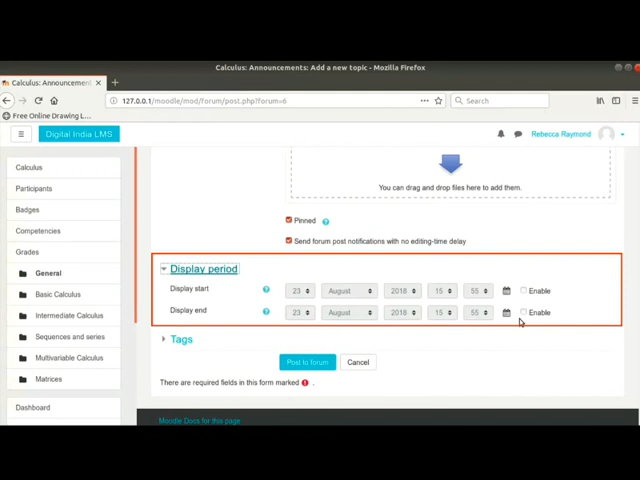 Calculus: Announcements: Add a new topic - Mozilla Firefox
Calculus: Announcement
127.0.0.1/moodle/mod/forum/post.php?forum=6
Search
Free Online Drawing L...
Digital India LMS
Rebecca Raymond
Calculus
Participants
Badges
Competencies
Grades
General
Basic Calculus
Intermediate Calculus
Sequences and series
Multivariable Calculus
Matrices
Dashboard
You can drag and drop files here to add them.
Pinned
Send forum post notifications with no editing-time delay
Display period
Display start 23 August 2018 15 55 Enable
Display end 23 August 2018 15 55 Enable
Tags
Post to forum Cancel
There are required fields in this form marked .
Moodle Docs for this page